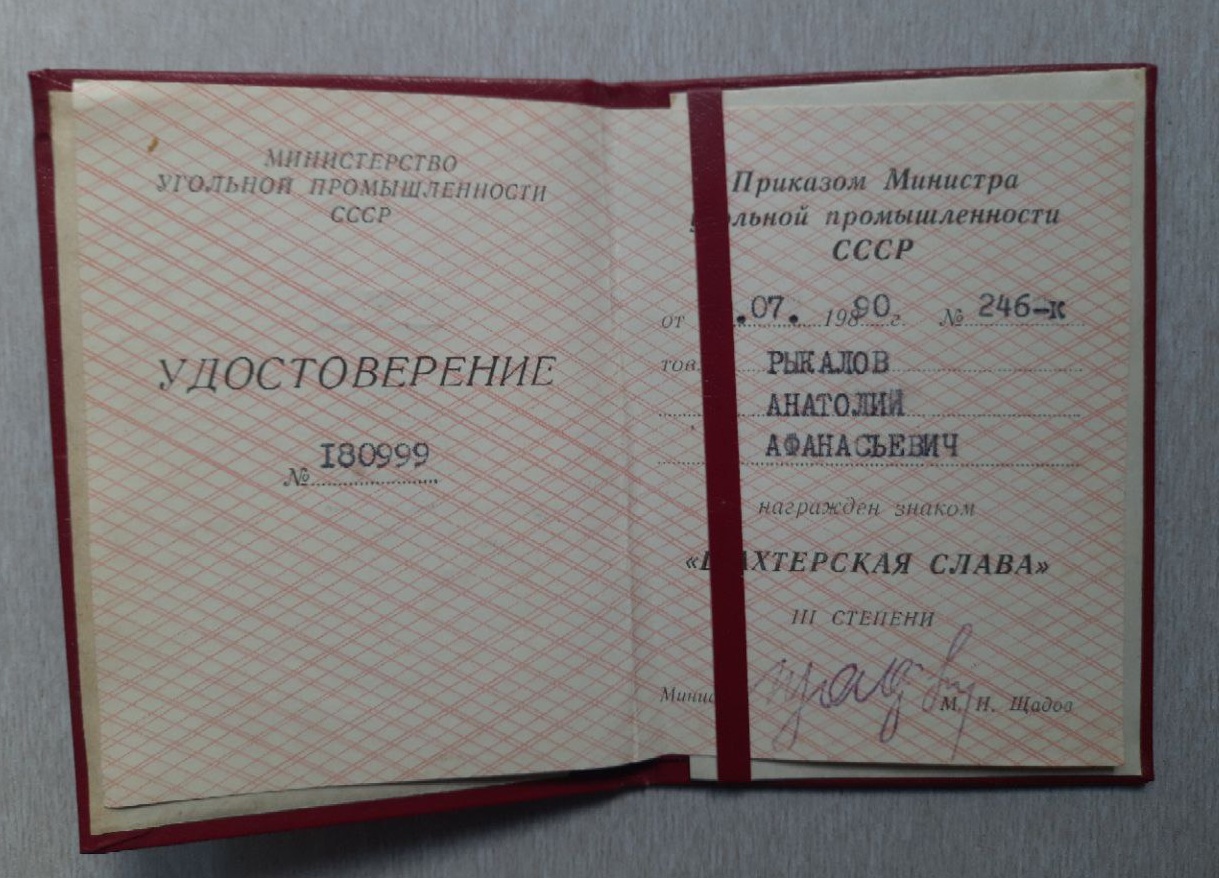 МИНИСТЕРСТВО
УГОЛЬНОЙ ПРОМЫШЛЕННОСТИ
СССР
УДОСТОВЕРЕНИЕ
№ I80999
Приказом Министра
промышленности
СССР
от .07. 1990 г. № 246-к
тов. РЫКАЛОВ
АНАТОЛИЙ
АФАНАСЬЕВИЧ
награжден знаком
СЛАВА»
III СТЕПЕНИ
М. И. Щадов